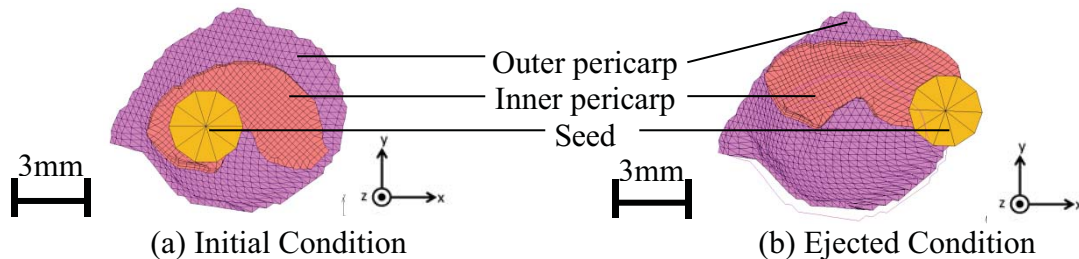 Outer pericarp
Inner pericarp
Seed
3mm
y
z
x
3mm
y
z
x
(a) Initial Condition
(b) Ejected Condition